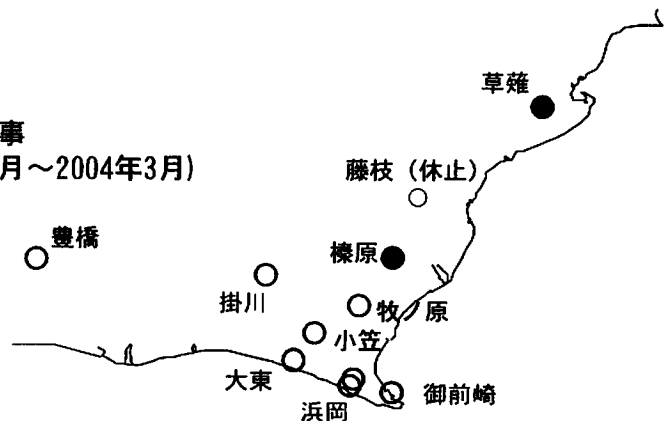 草薙
事
月～2004年3月)
藤枝（休止）
豊橋
榛原
掛川
牧ノ原
小笠
大東
御前崎
浜岡